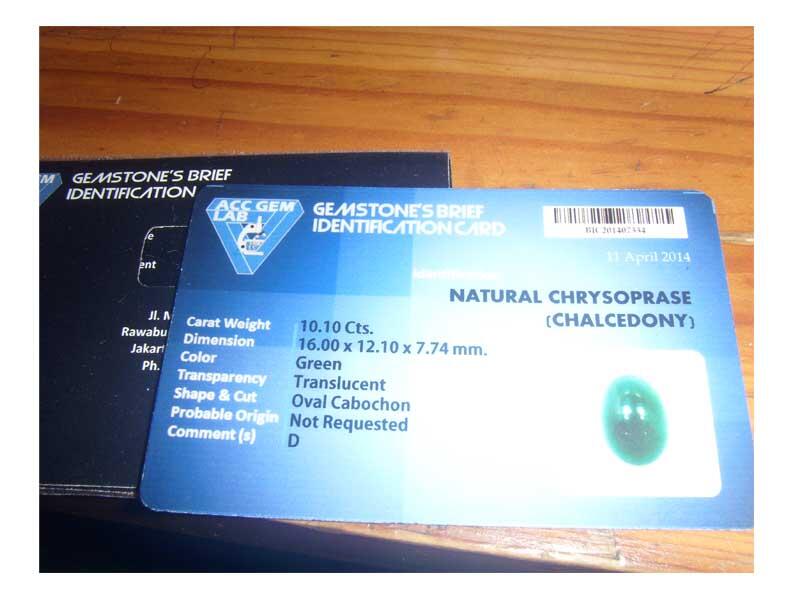 GEMSTONE'S BRIEF
IDENTIFICATION
Jl.
Rawabu
Jakart
Ph.
ACC GEM
LAB
GEMSTONE'S BRIEF
IDENTIFICATION CARD
BIC201407334
11 April 2014
Identification
NATURAL CHRYSOPRASE
(CHALCEDONY)
Carat Weight 10.10 Cts.
Dimension 16.00 x 12.10 x 7.74 mm.
Color Green
Transparency Translucent
Shape & Cut Oval Cabochon
Probable Origin Not Requested
Comment (s) D